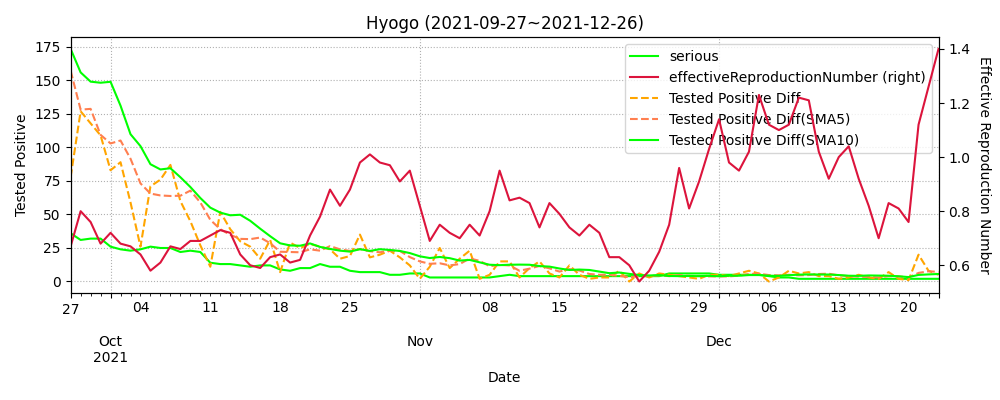 Hyogo (2021-09-27~2021-12-26)
serious
effectiveReproductionNumber (right)
Tested Positive Diff
Tested Positive Diff(SMA5)
Tested Positive Diff(SMA10)
Tested Positive
175
150
125
100
75
50
25
0
1.4
1.2
1.0
0.8
0.6
Effective Reproduction Number
27 04 11 18 25 08 15 22 29 06 13 20
Oct Nov Dec
2021
Date